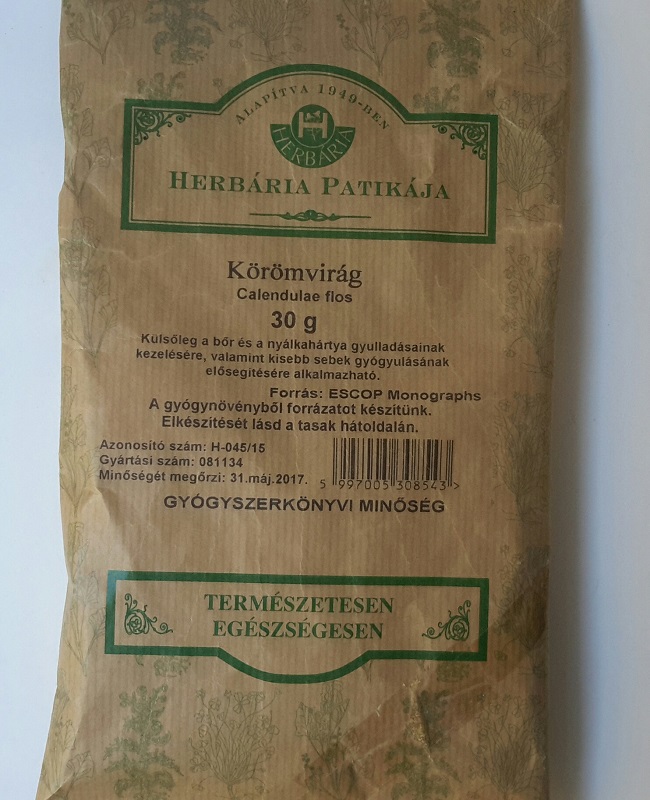 ALAPÍTVA 1949-BEN
H
HERBÁRIA
HERBÁRIA PATIKÁJA
Körömvirág
Calendulae flos
30 g
Külsőleg a bőr és a nyálkahártya gyulladásainak
kezelésére, valamint kisebb sebek gyógyulásának
elősegítésére alkalmazható.
Forrás: ESCOP Monographs
A gyógynövényből forrázatot készítünk.
Elkészítését lásd a tasak hátoldalán.
Azonosító szám: H-045/15
Gyártási szám: 081134
Minőségét megőrzi: 31.máj.2017.
5 997005 308543 >
GYÓGYSZERKÖNYVI MINŐSÉG
TERMÉSZETESEN
EGÉSZSÉGESEN